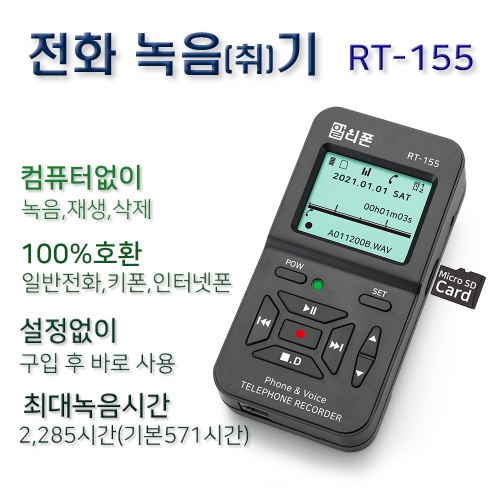 전화 녹음(취)기 RT-155
컴퓨터없이
녹음,재생,삭제
100%호환
일반전화,키폰,인터넷폰
설정없이
구입 후 바로 사용
최대녹음시간
2,285시간(기본571시간)
알티폰
RT-155
2021.01.01 SAT
00h01m03s
A011200B.WAV
POW
SET
■.D
Phone & Voice
TELEPHONE RECORDER
Micro SD
Card